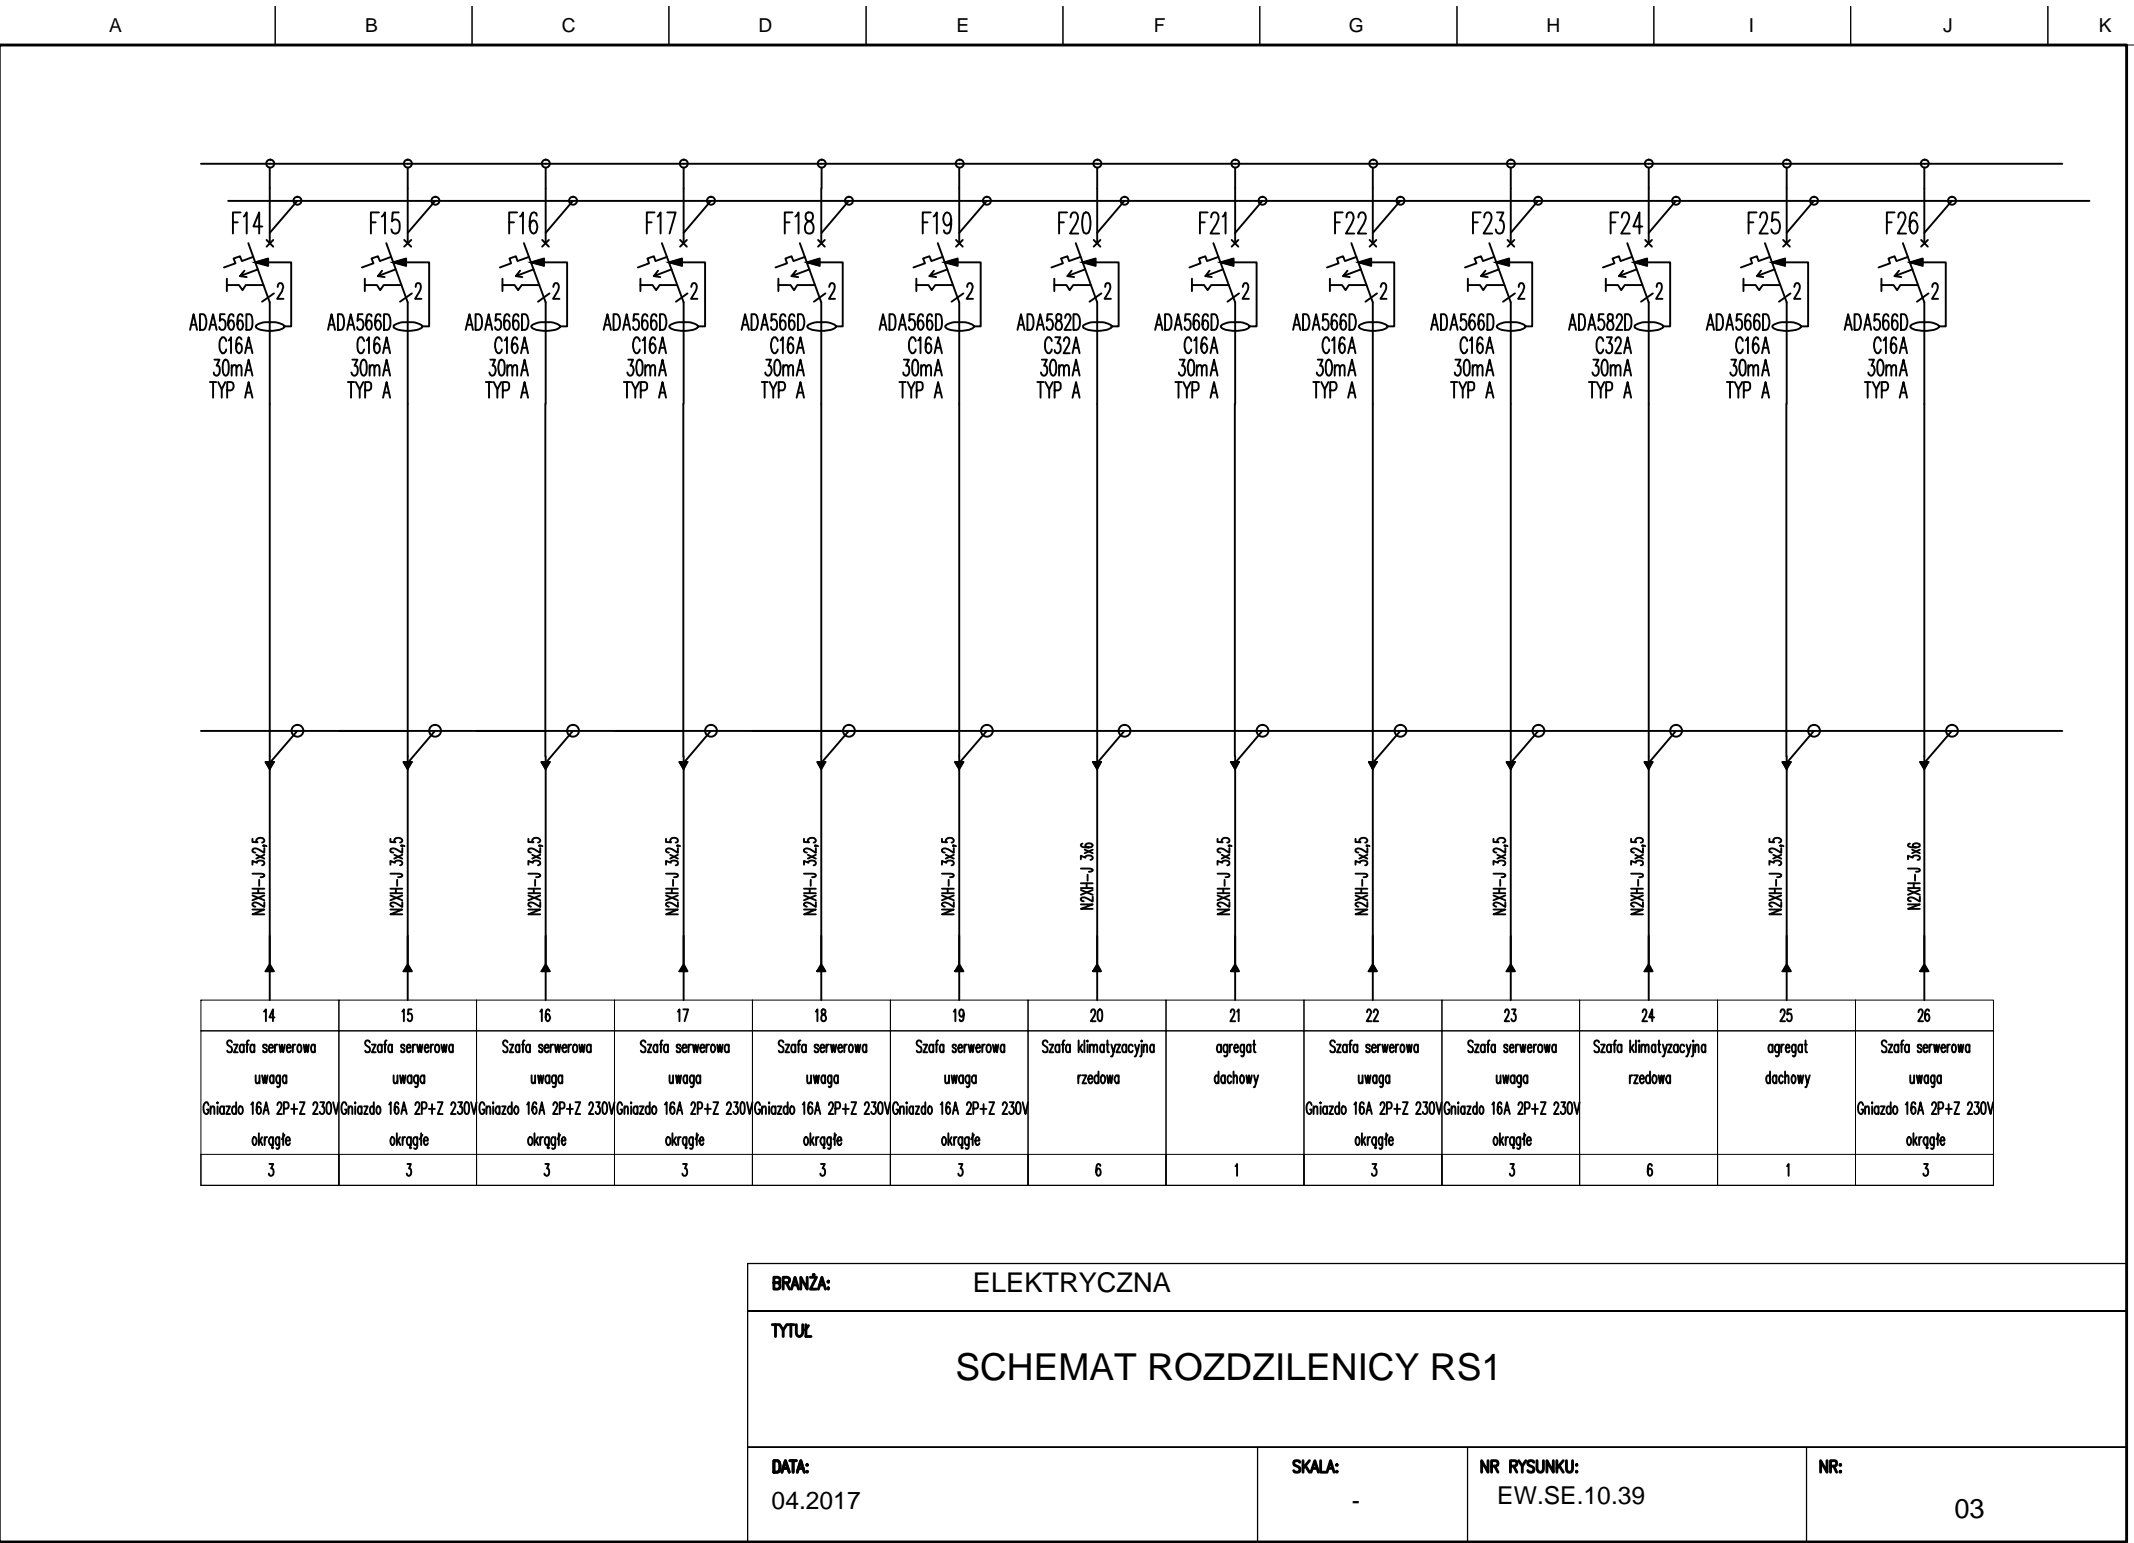 A B C D E F G H I J K
F14 F15 F16 F17 F18 F19 F20 F21 F22 F23 F24 F25 F26
2 2 2 2 2 2 2 2 2 2 2 2 2
ADA566D ADA566D ADA566D ADA566D ADA566D ADA566D ADA582D ADA566D ADA566D ADA566D ADA582D ADA566D ADA566D
C16A C16A C16A C16A C16A C16A C32A C16A C16A C16A C32A C16A C16A
30mA 30mA 30mA 30mA 30mA 30mA 30mA 30mA 30mA 30mA 30mA 30mA 30mA
TYP A TYP A TYP A TYP A TYP A TYP A TYP A TYP A TYP A TYP A TYP A TYP A TYP A
N2XH-J 3x2,5 N2XH-J 3x2,5 N2XH-J 3x2,5 N2XH-J 3x2,5 N2XH-J 3x2,5 N2XH-J 3x2,5 N2XH-J 3x6 N2XH-J 3x2,5 N2XH-J 3x2,5 N2XH-J 3x2,5 N2XH-J 3x2,5 N2XH-J 3x2,5 N2XH-J 3x6
14 15 16 17 18 19 20 21 22 23 24 25 26
Szafa serwerowa Szafa serwerowa Szafa serwerowa Szafa serwerowa Szafa serwerowa Szafa serwerowa Szafa klimatyzacyjna agregat Szafa serwerowa Szafa serwerowa Szafa klimatyzacyjna agregat Szafa serwerowa
uwaga uwaga uwaga uwaga uwaga uwaga rzedowa dachowy uwaga uwaga rzedowa dachowy uwaga
Gniazdo 16A 2P+Z 230V Gniazdo 16A 2P+Z 230V Gniazdo 16A 2P+Z 230V Gniazdo 16A 2P+Z 230V Gniazdo 16A 2P+Z 230V Gniazdo 16A 2P+Z 230V Gniazdo 16A 2P+Z 230V Gniazdo 16A 2P+Z 230V Gniazdo 16A 2P+Z 230V
okrągłe okrągłe okrągłe okrągłe okrągłe okrągłe okrągłe okrągłe okrągłe
3 3 3 3 3 3 6 1 3 3 6 1 3
BRANŻA: ELEKTRYCZNA
TYTUŁ
SCHEMAT ROZDZILENICY RS1
DATA: SKALA: NR RYSUNKU: NR:
04.2017 - EW.SE.10.39 03